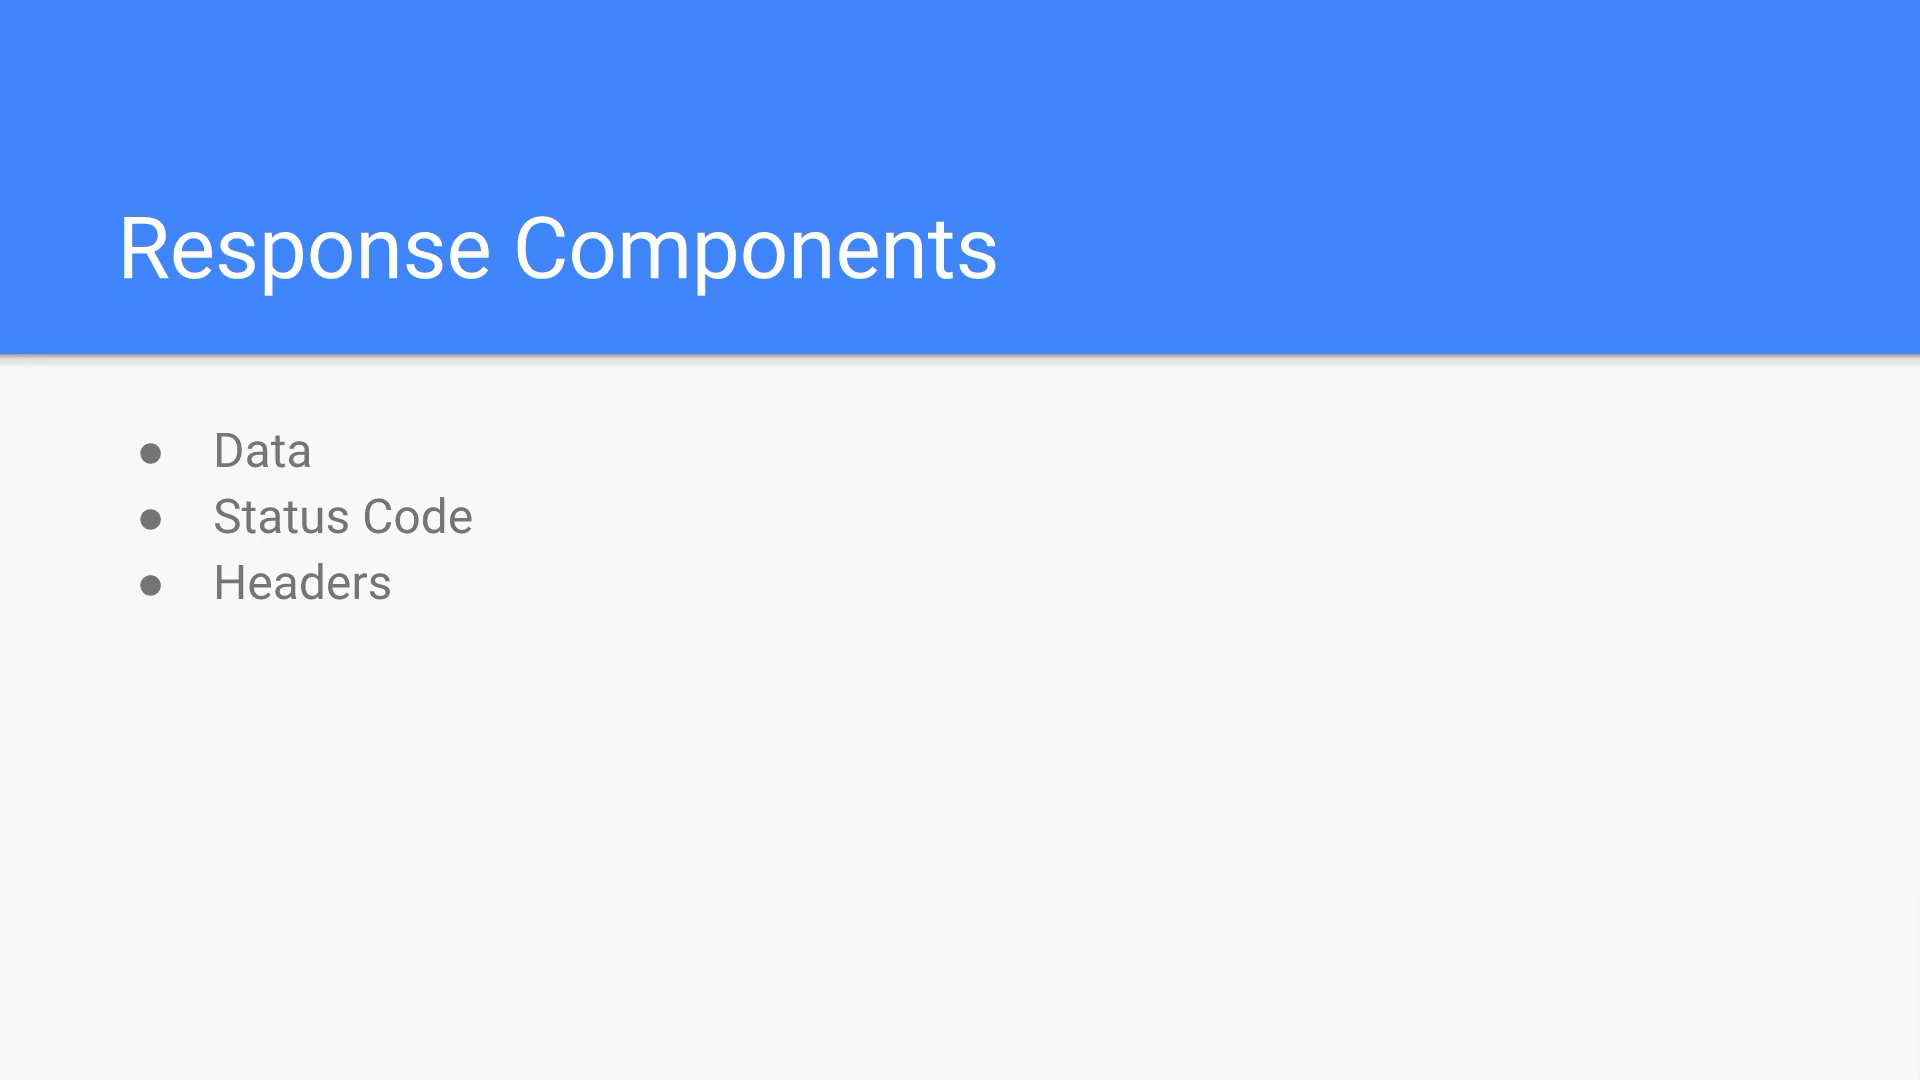 Response Components
● Data
● Status Code
● Headers